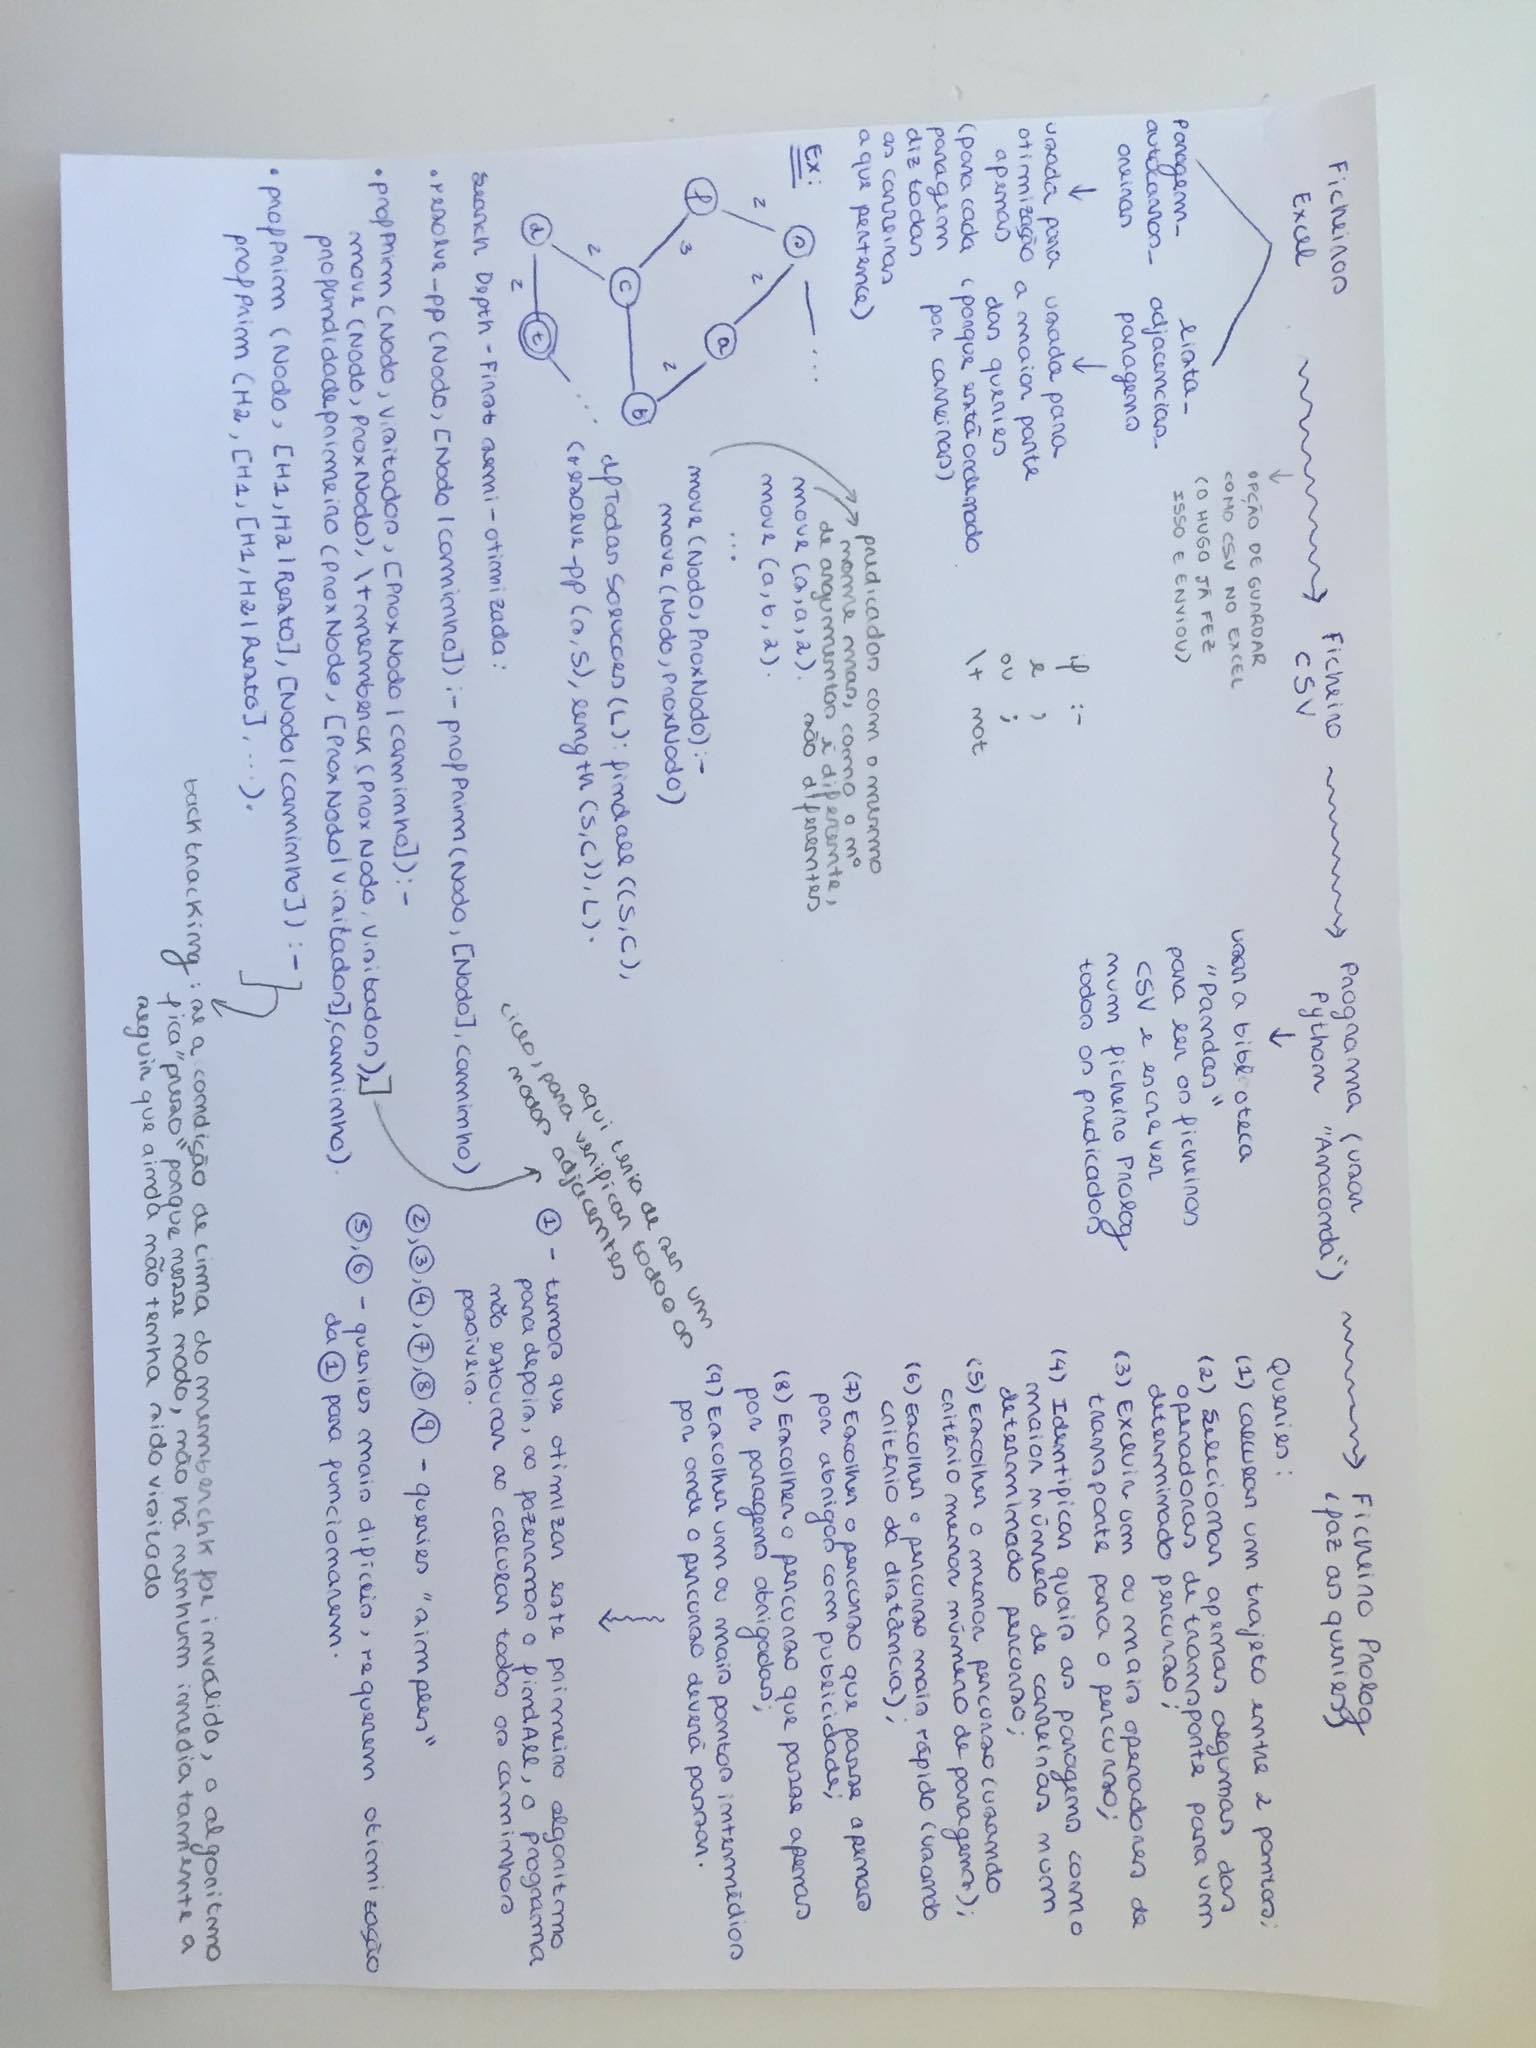 Ficheiros
Excel
Ficheiro
CSV
Programa (usar
Python "Anaconda")
Ficheiro Prolog
(faz as queries)
OPÇÃO DE GUARDAR
COMO CSV NO EXCEL
(O HUGO JÁ FEZ
ISSO E ENVIOU)
paragem_
autocarros_
oeiras
lista_
adjacencias_
paragens
usada para
otimização
apenas
(para cada
paragem
diz todas
as carreiras
a que pertence)
usada para
a maior parte
das queries
(porque está ordenado
por carreiras)
if :-
e ,
ou ;
\+ not
usar a biblioteca
"Pandas"
para ler os ficheiros
CSV e escrever
num ficheiro Prolog
todos os predicados
Queries:
(1) Calcular um trajeto entre 2 pontos;
(2) Selecionar apenas algumas das
operadoras de transporte para um
determinado percurso;
(3) Excluir um ou mais operadores de
transporte para o percurso;
(4) Identificar quais as paragens como
maior número de carreiras num
determinado percurso;
(5) Escolher o menor percurso (usando
critério menor número de paragens);
(6) Escolher o percurso mais rápido (usando
critério da distância);
(7) Escolher o percurso que passe apenas
por abrigos com publicidade;
(8) Escolher o percurso que passe apenas
por paragens abrigadas;
(9) Escolher um ou mais pontos intermédios
por onde o percurso deverá passar.
Ex:
s
...
2
2
f
a
3
2
c
b
2
d
t
...
2
predicados com o mesmo
nome mas, como o nº
de argumentos é diferente,
são diferentes
move (s,a,2).
move (a,b,2).
...
move (Nodo, ProxNodo):-
move (Nodo, ProxNodo)
dfTodasSolucoes (L): findall ((S,C),
(resolve-pp (s,S), length (S,C)), L).
aqui teria de ser um
ciclo, para verificar todos os
nodos adjacentes
Search Depth-First semi-otimizada:
• resolve-pp (Nodo, [Nodo | caminho]) :- profPrim (Nodo, [Nodo], caminho)
• profPrim (Nodo, visitados, [ProxNodo | caminho]):-
move (Nodo, ProxNodo), \+ memberck (ProxNodo, visitados),
profundidadeprimeiro (ProxNodo, [ProxNodo | visitados], caminho).
• profPrim (Nodo, [H1, H2 | Resto], [Nodo | caminho]) :-
profPrim (H2, [H1, [H1, H2 | Resto], ...).
backtracking: se a condição de cima do memberchk for inválida, o algoritmo
fica "preso" porque nesse nodo, não há nenhum imediatamente a
seguir que ainda não tenha sido visitado
① - temos que otimizar este primeiro algoritmo
para depois, ao fazermos o findAll, o programa
não estourar ao calcular todos os caminhos
possíveis.
②,③,④,⑦,⑧ ⑨ - queries "simples"
⑤,⑥ - queries mais difíceis, requerem otimização
da ① para funcionarem.